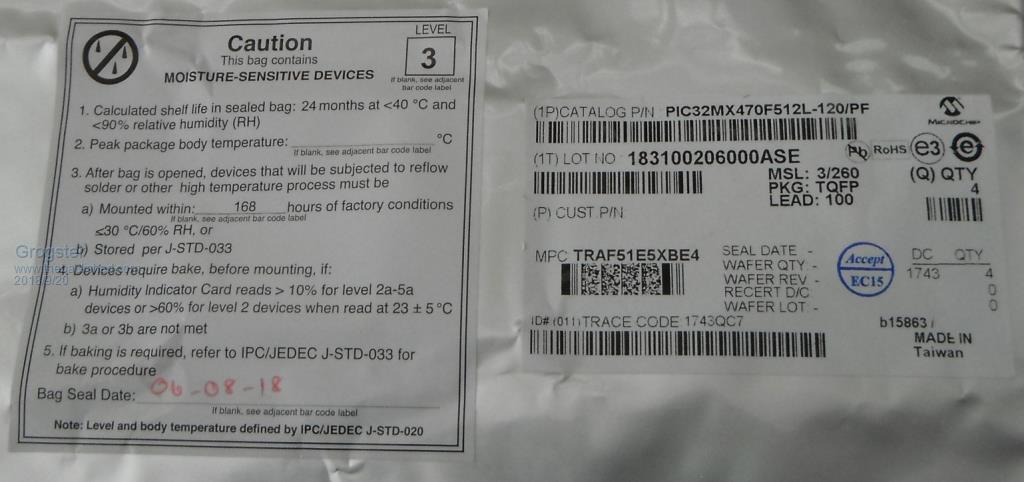 LEVEL
3
If blank, see adjacent
bar code label
Caution
This bag contains
MOISTURE-SENSITIVE DEVICES
1. Calculated shelf life in sealed bag: 24 months at <40 °C and
<90% relative humidity (RH)
2. Peak package body temperature: °C
If blank, see adjacent bar code label
3. After bag is opened, devices that will be subjected to reflow
solder or other high temperature process must be
a) Mounted within: 168 hours of factory conditions
If blank, see adjacent bar code label
≤30 °C/60% RH, or
b) Stored per J-STD-033
4. Devices require bake, before mounting, if:
a) Humidity Indicator Card reads > 10% for level 2a-5a
devices or >60% for level 2 devices when read at 23 ± 5 °C
b) 3a or 3b are not met
5. If baking is required, refer to IPC/JEDEC J-STD-033 for
bake procedure
Bag Seal Date: 06-08-18
If blank, see adjacent bar code label
Note: Level and body temperature defined by IPC/JEDEC J-STD-020
2018/9/20
(1P)CATALOG P/N PIC32MX470F512L-120/PF
MICROCHIP
(1T) LOT NO 183100206000ASE
Pb RoHS e3 e
MSL: 3/260
PKG: TQFP
LEAD: 100
(Q) QTY
4
(P) CUST P/N
MPC TRAF51E5XBE4
SEAL DATE -
WAFER QTY: -
WAFER REV -
RECERT D/C
WAFER LOT: -
Accept
EC15
DC QTY
1743 4
0
0
ID# (011)TRACE CODE 1743QC7
b15863 /
MADE IN
Taiwan